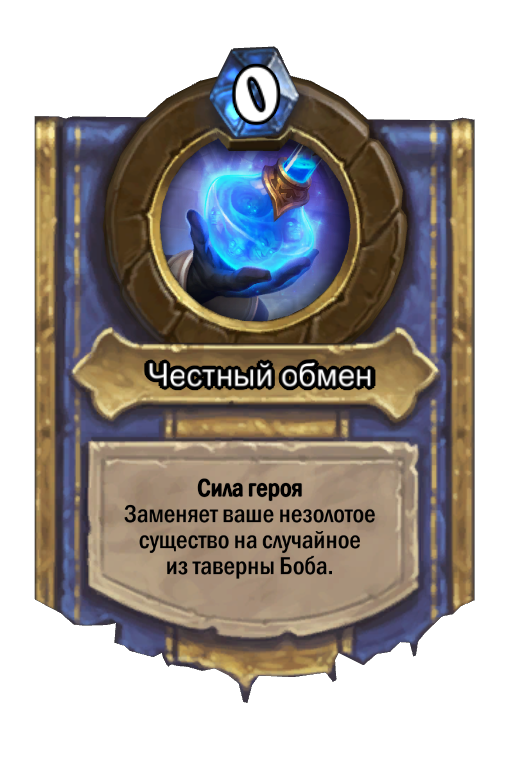 0
Честный обмен
Сила героя
Заменяет ваше незолотое
существо на случайное
из таверны Боба.